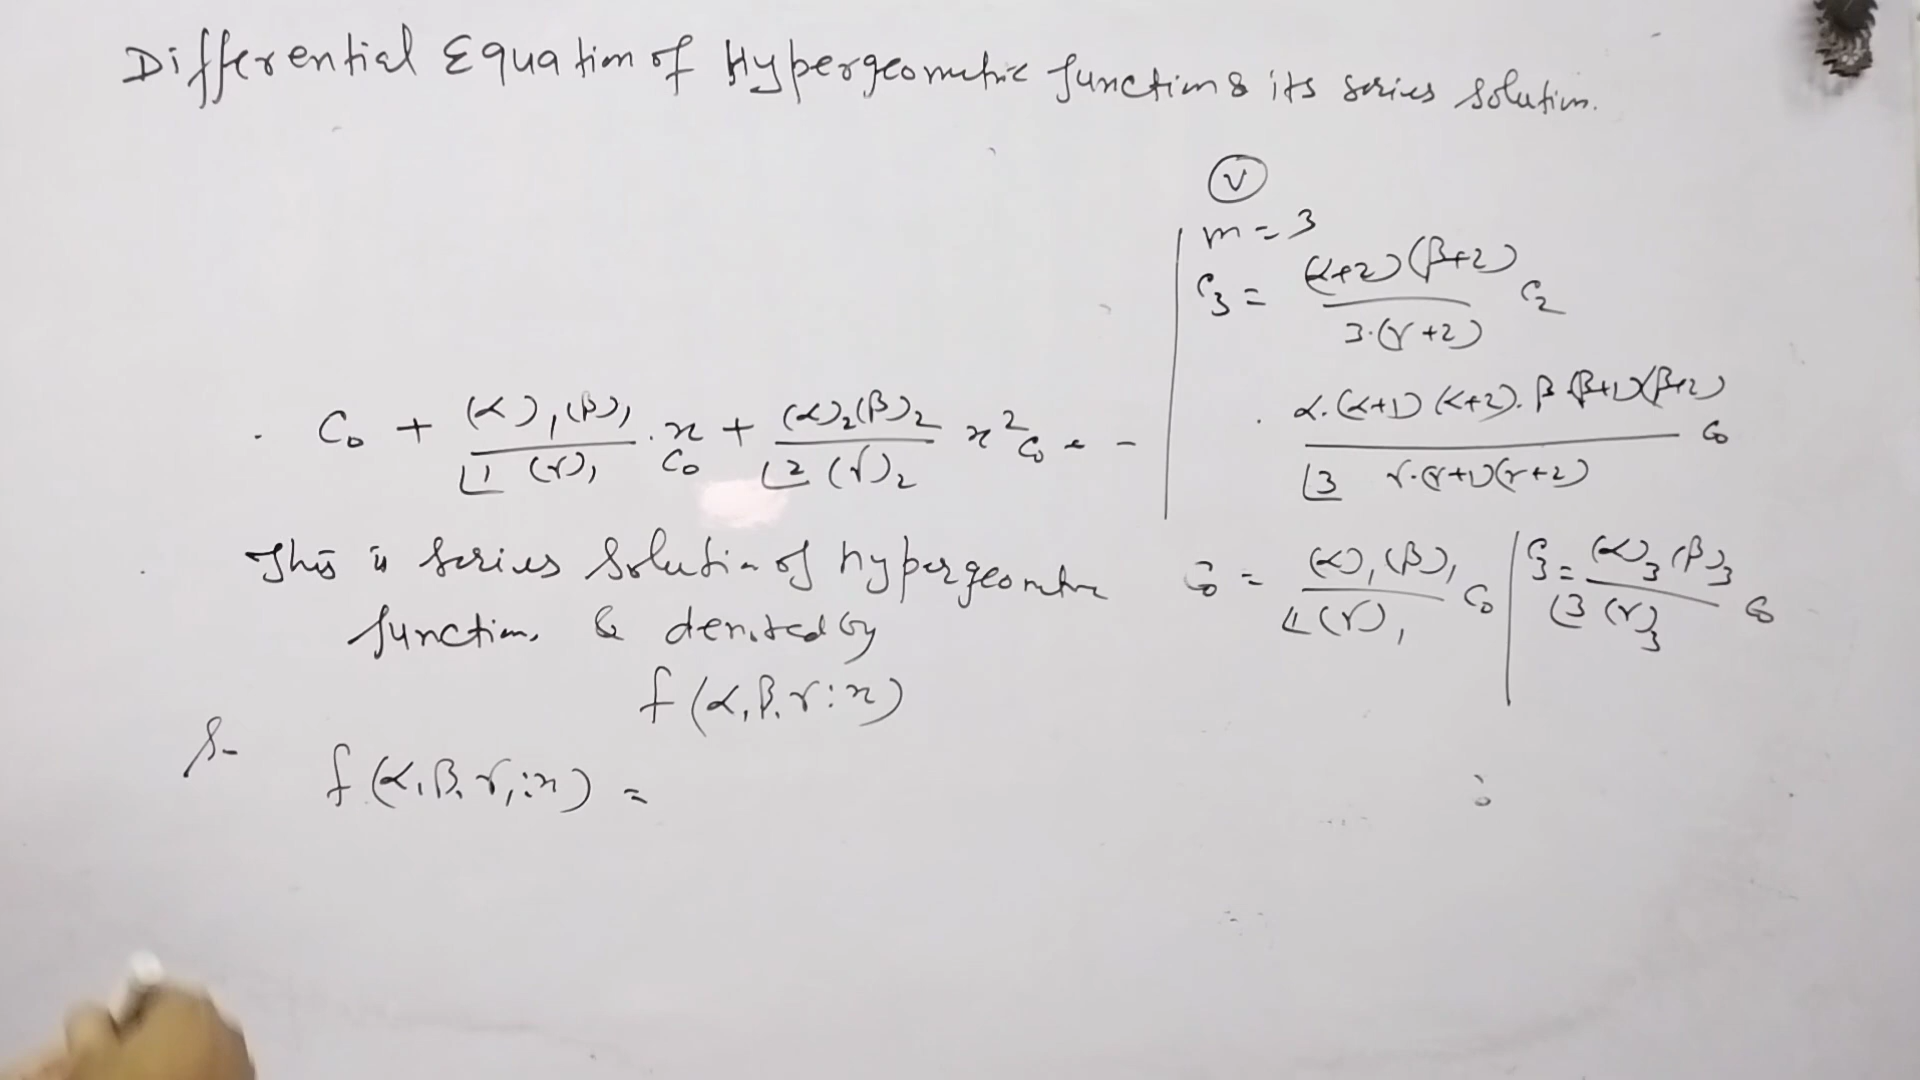 Differential Equation of Hypergeometric function & its series solution.
V
m = 3
C₃ = (α+2)(β+2) / 3·(γ+2) C₂
α·(α+1)(α+2)·β·(β+1)(β+2) / ⌊3 γ·(γ+1)(γ+2) C₀
C₀ + (α)₁(β)₁ / ⌊1 (γ)₁ · x C₀ + (α)₂(β)₂ / ⌊2 (γ)₂ x² C₀ + -
This is series solution of hypergeometric
function. & denoted by
f(α, β, γ : x)
= (α)₁(β)₁ / ⌊1 (γ)₁ C₀
C₃ = (α)₃(β)₃ / ⌊3 (γ)₃ C₀
So f(α, β, γ, : x) =